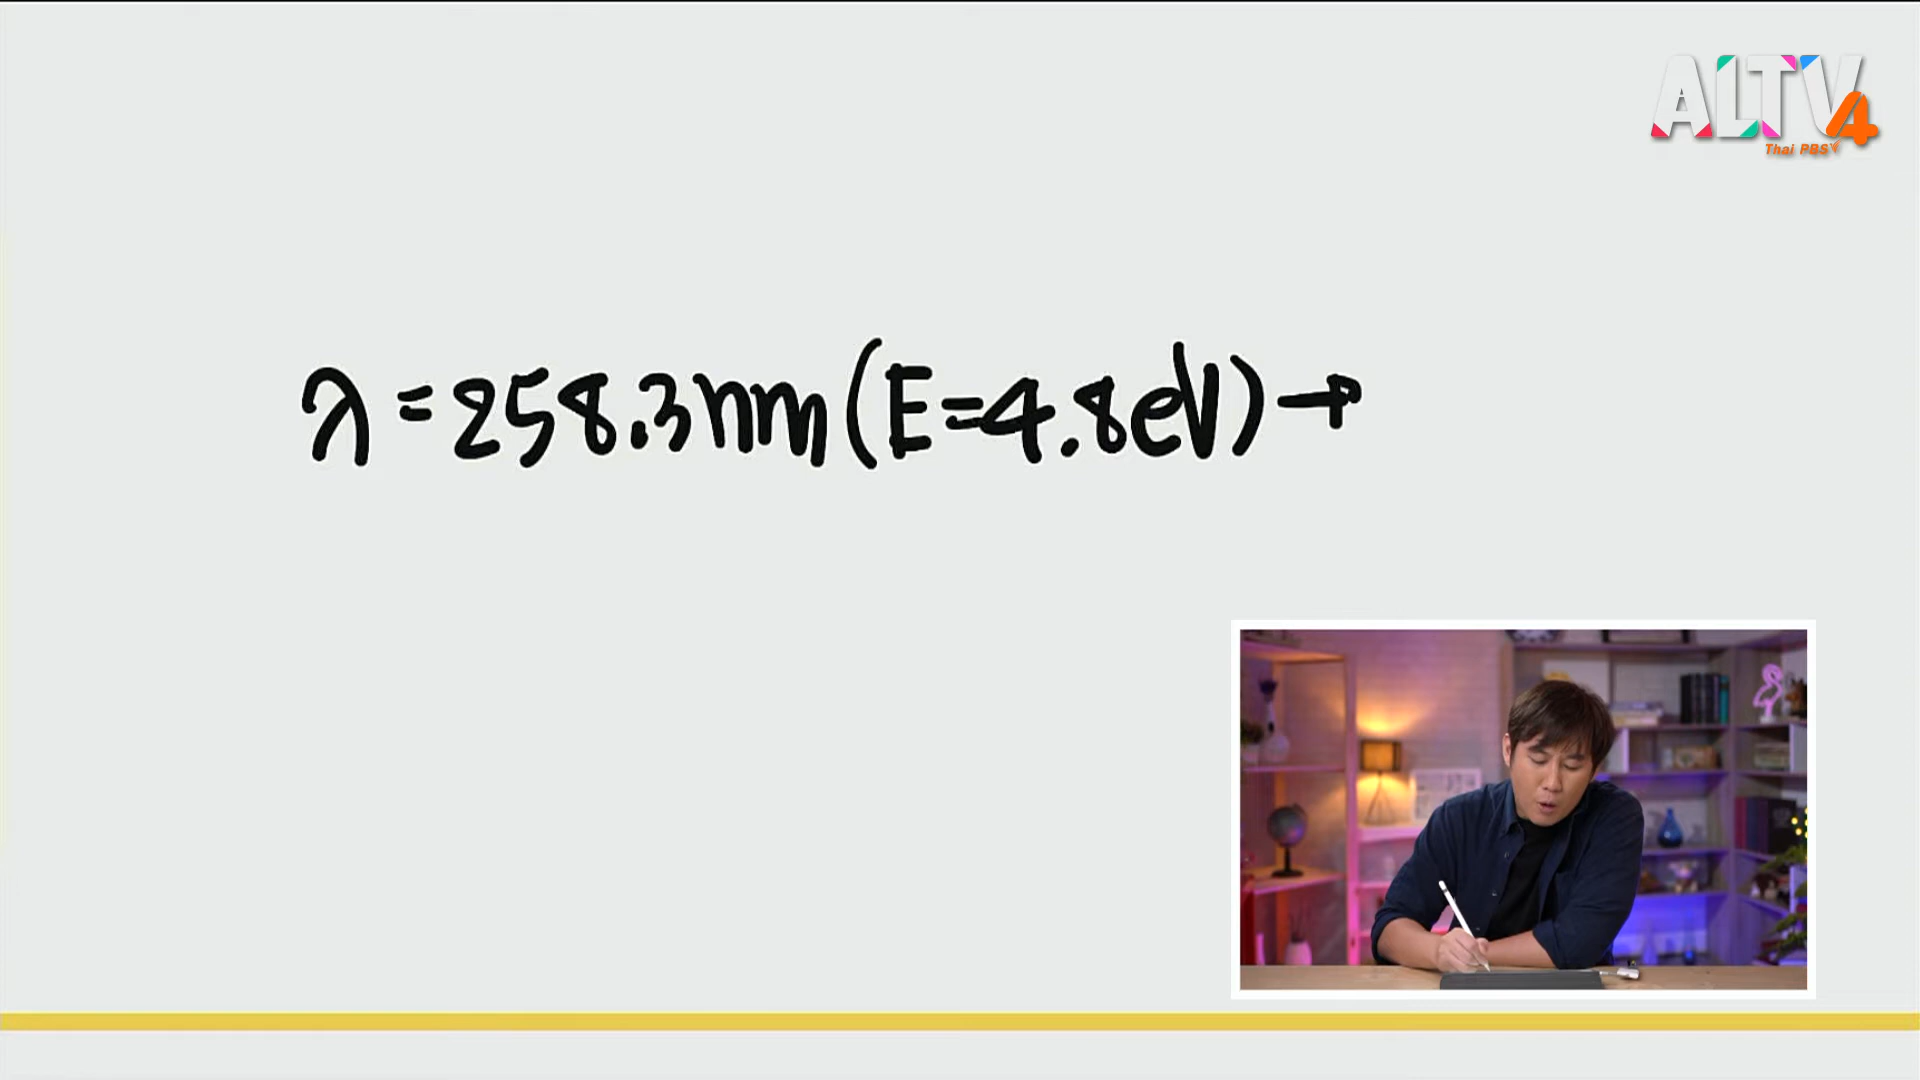 ALTV4
Thai PBS
λ = 258.3nm (E=4.8eV) →